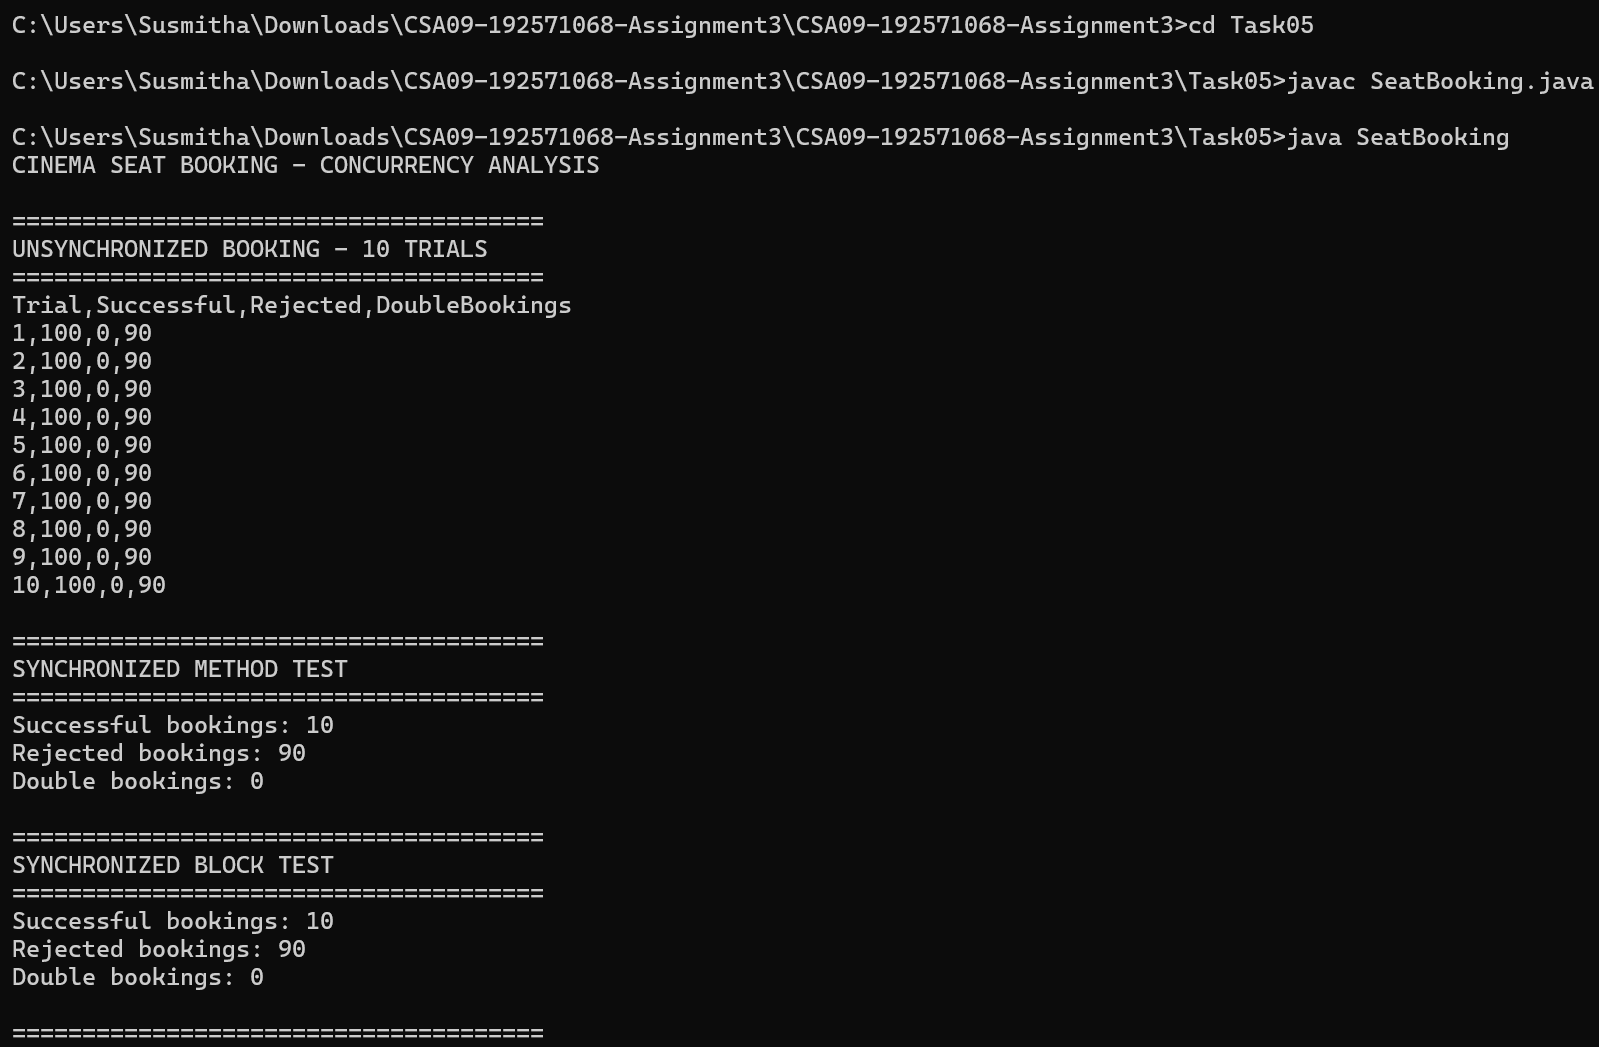 C:\Users\Susmitha\Downloads\CSA09-192571068-Assignment3\CSA09-192571068-Assignment3>cd Task05
C:\Users\Susmitha\Downloads\CSA09-192571068-Assignment3\CSA09-192571068-Assignment3\Task05>javac SeatBooking.java
C:\Users\Susmitha\Downloads\CSA09-192571068-Assignment3\CSA09-192571068-Assignment3\Task05>java SeatBooking
CINEMA SEAT BOOKING - CONCURRENCY ANALYSIS
======================================
UNSYNCHRONIZED BOOKING - 10 TRIALS
======================================
Trial,Successful,Rejected,DoubleBookings
1,100,0,90
2,100,0,90
3,100,0,90
4,100,0,90
5,100,0,90
6,100,0,90
7,100,0,90
8,100,0,90
9,100,0,90
10,100,0,90
======================================
SYNCHRONIZED METHOD TEST
======================================
Successful bookings: 10
Rejected bookings: 90
Double bookings: 0
======================================
SYNCHRONIZED BLOCK TEST
======================================
Successful bookings: 10
Rejected bookings: 90
Double bookings: 0
======================================